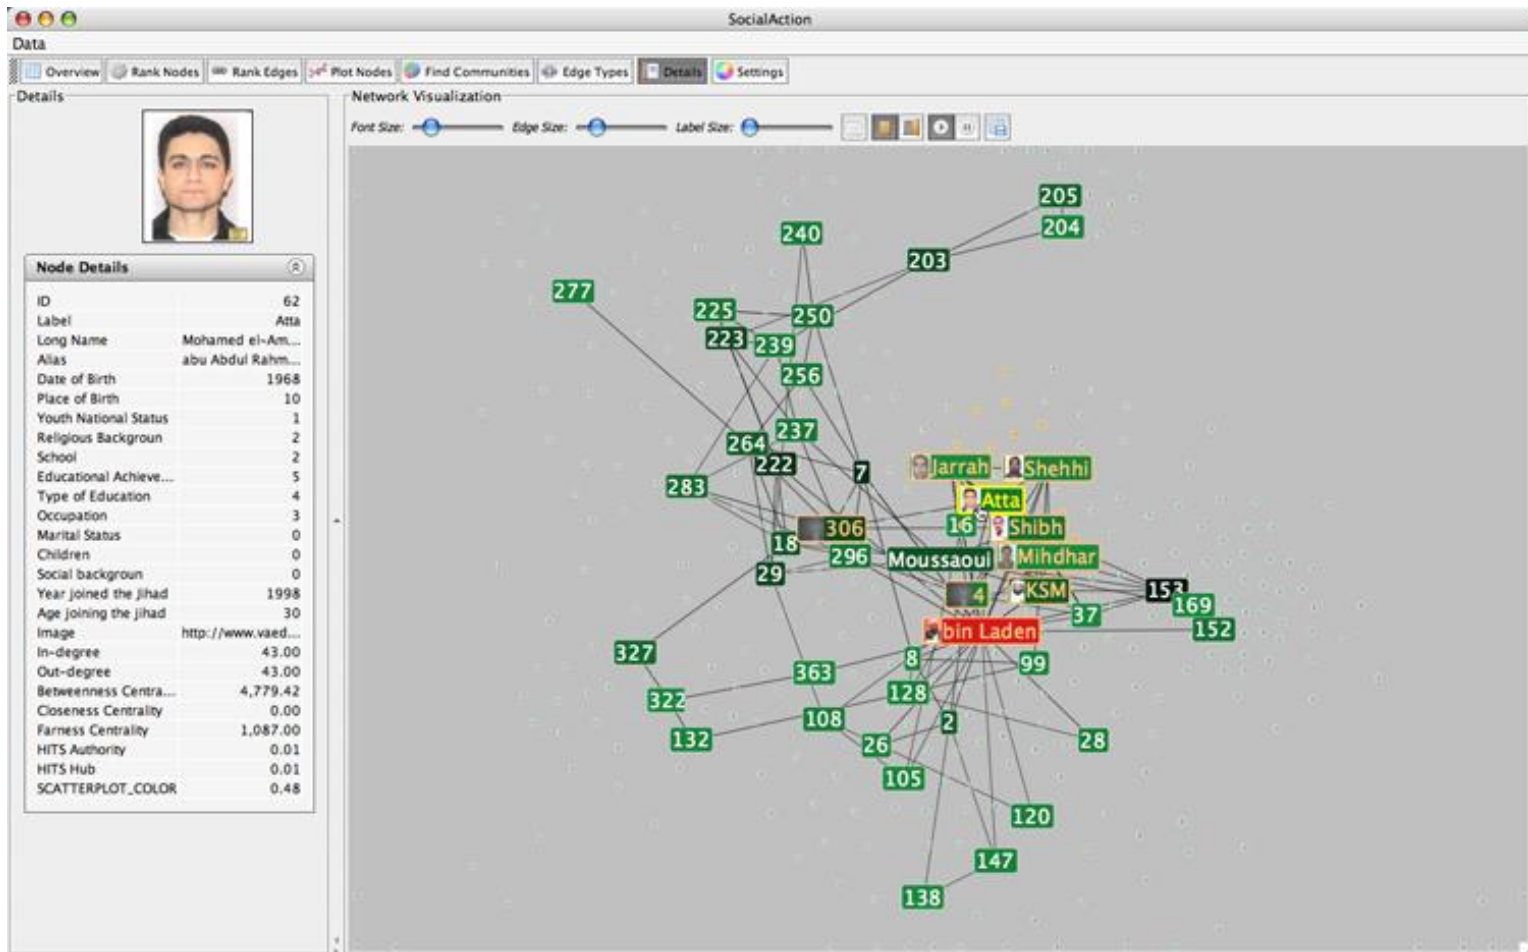 SocialAction
Data
Overview Rank Nodes Rank Edges Plot Nodes Find Communities Edge Types Details Settings
Details
Node Details
ID 62
Label Atta
Long Name Mohamed el-Am...
Alias abu Abdul Rahm...
Date of Birth 1968
Place of Birth 10
Youth National Status 1
Religious Backgroun 2
School 2
Educational Achieve... 5
Type of Education 4
Occupation 3
Marital Status 0
Children 0
Social backgroun 0
Year joined the Jihad 1998
Age joining the jihad 30
Image http://www.vaed...
In-degree 43.00
Out-degree 43.00
Betweenness Centra... 4,779.42
Closeness Centrality 0.00
Farness Centrality 1,087.00
HITS Authority 0.01
HITS Hub 0.01
SCATTERPLOT_COLOR 0.48
Network Visualization
Font Size: Edge Size: Label Size:
205
204
240
203
277
225
250
223
239
256
237
264
222
7
Jarrah
Shehhi
283
Atta
306
16
Shibh
18
296
Moussaoui
Mihdhar
29
4
KSM
153
169
37
152
bin Laden
327
8
99
363
322
128
108
2
132
26
28
105
120
147
138